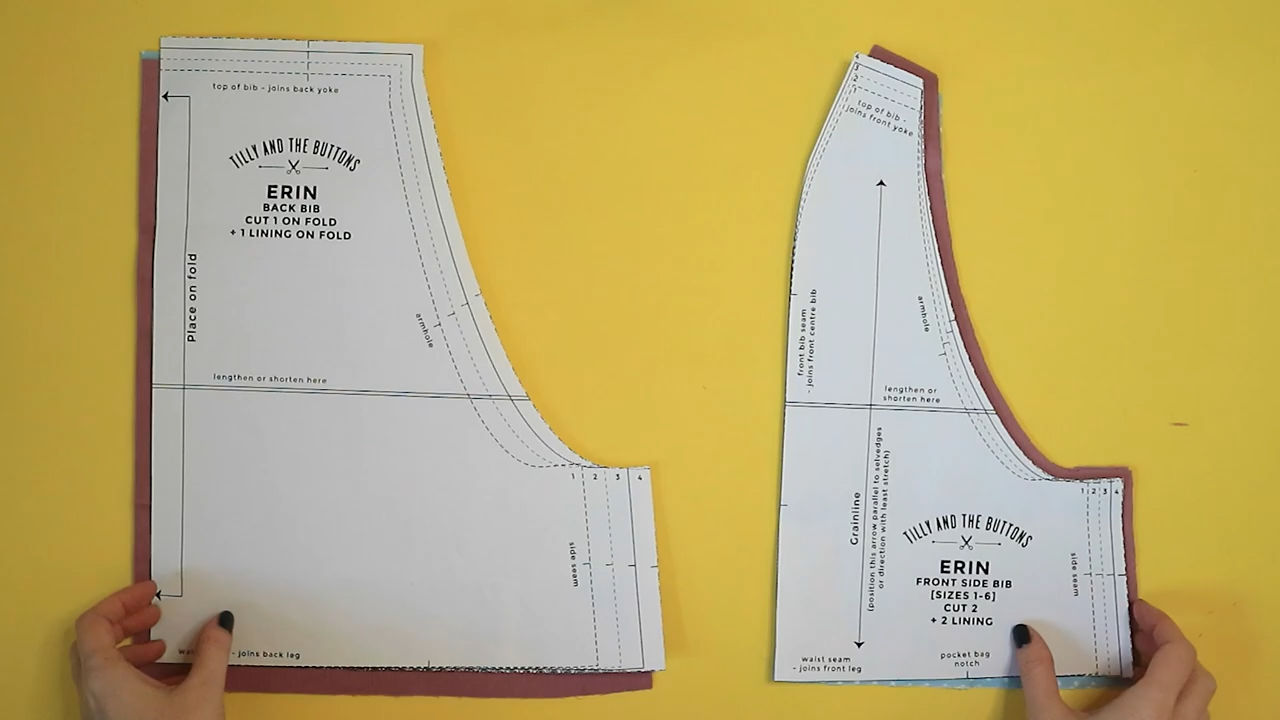 top of bib - joins back yoke
TILLY AND THE BUTTONS
ERIN
BACK BIB
CUT 1 ON FOLD
+ 1 LINING ON FOLD
Place on fold
armhole
lengthen or shorten here
1 2 3 4
side seam
- joins back leg
4
3
2
1
top of bib -
joins front yoke
front bib seam
- joins front centre bib
armhole
lengthen or
shorten here
Grainline
(position this arrow parallel to selvedges
or direction with least stretch)
1 2 3 4
TILLY AND THE BUTTONS
ERIN
FRONT SIDE BIB
[SIZES 1-6]
CUT 2
+ 2 LINING
side seam
waist seam
- joins front leg
pocket bag
notch